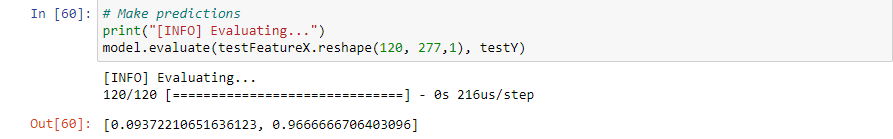 In [60]: # Make predictions
print("[INFO] Evaluating...")
model.evaluate(testFeatureX.reshape(120, 277,1), testY)
[INFO] Evaluating...
120/120 [==============================] - 0s 216us/step
Out[60]: [0.09372210651636123, 0.9666666706403096]